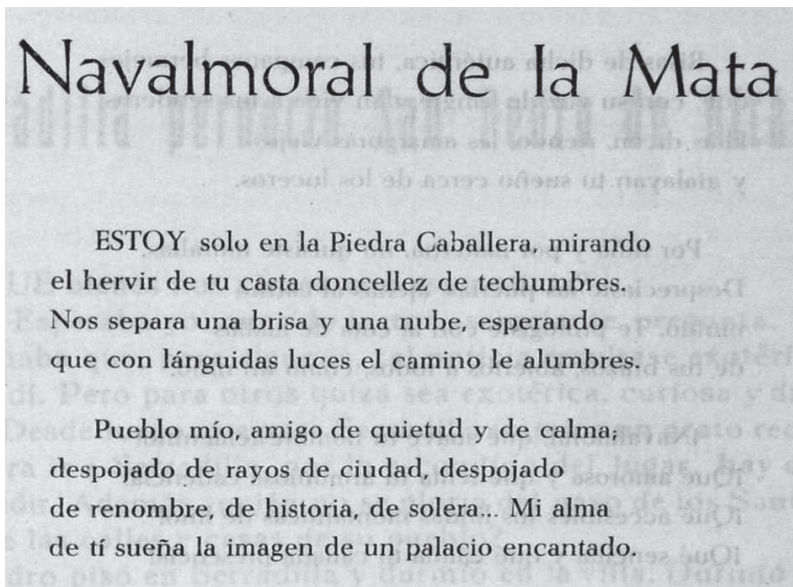 Navalmoral de la Mata
ESTOY solo en la Piedra Caballera, mirando
el hervir de tu casta doncellez de techumbres.
Nos separa una brisa y una nube, esperando
que con lánguidas luces el camino le alumbres.
Pueblo mío, amigo de quietud y de calma,
despojado de rayos de ciudad, despojado
de renombre, de historia, de solera... Mi alma
de tí sueña la imagen de un palacio encantado.